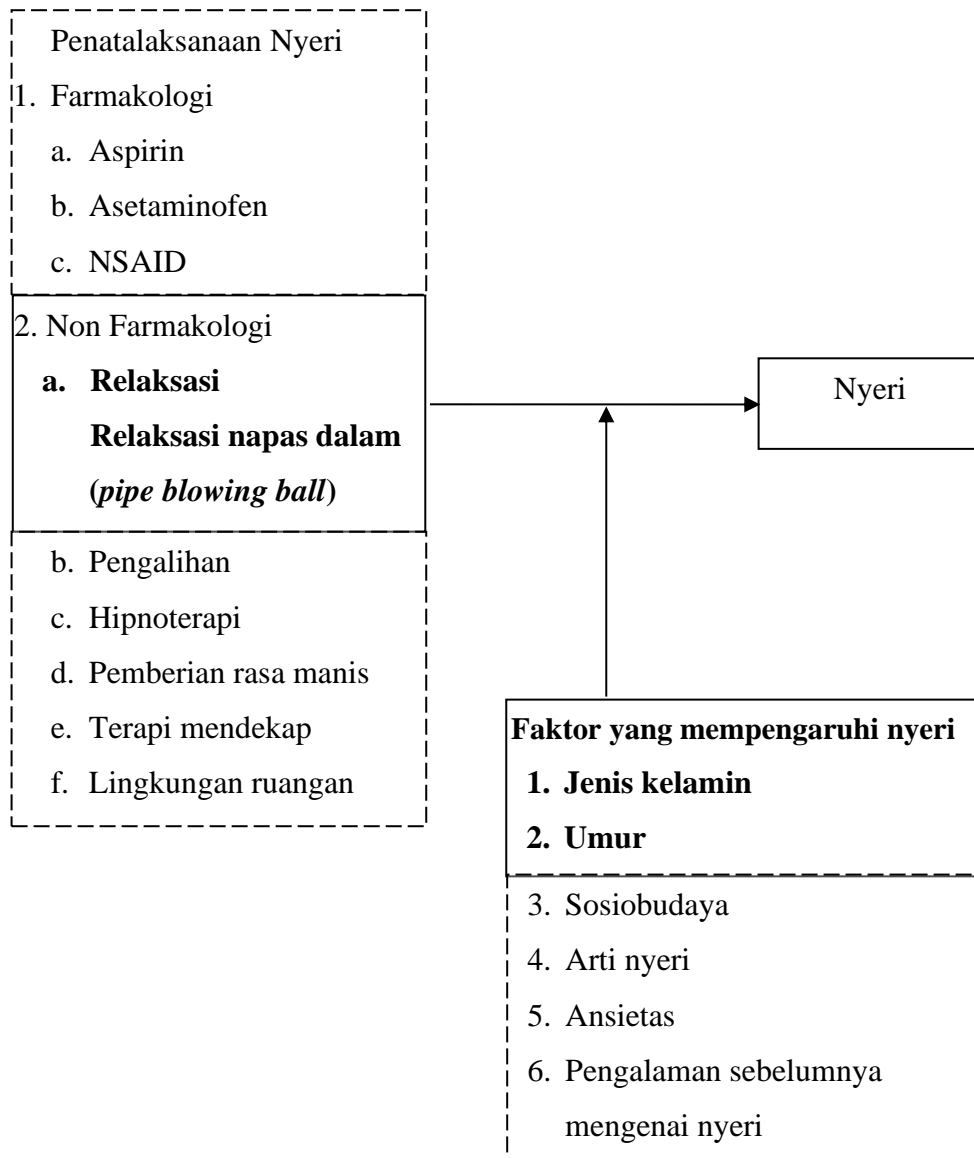 Penatalaksanaan Nyeri
1. Farmakologi
a. Aspirin
b. Asetaminofen
c. NSAID
2. Non Farmakologi
a. Relaksasi
Relaksasi napas dalam
(pipe blowing ball)
b. Pengalihan
c. Hipnoterapi
d. Pemberian rasa manis
e. Terapi mendekap
f. Lingkungan ruangan
Nyeri
Faktor yang mempengaruhi nyeri
1. Jenis kelamin
2. Umur
3. Sosiobudaya
4. Arti nyeri
5. Ansietas
6. Pengalaman sebelumnya
mengenai nyeri